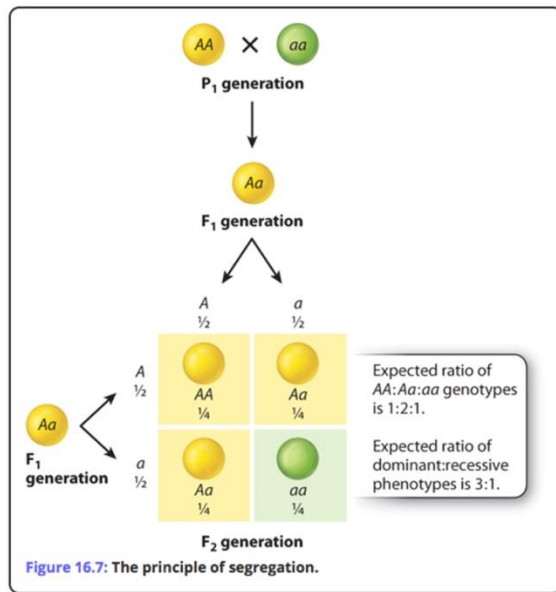 AA × aa
P₁ generation
Aa
F₁ generation
A a
½ ½
A
½
AA
¼
Aa
¼
Aa
F₁
generation
a
½
Aa
¼
aa
¼
F₂ generation
Expected ratio of
AA:Aa:aa genotypes
is 1:2:1.
Expected ratio of
dominant:recessive
phenotypes is 3:1.
Figure 16.7: The principle of segregation.